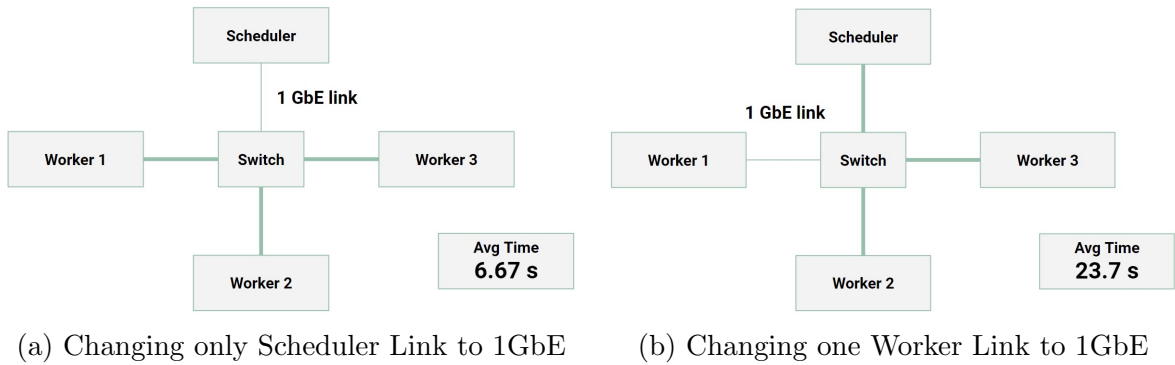 Scheduler
1 GbE link
Worker 1
Switch
Worker 3
Worker 2
Avg Time
6.67 s
(a) Changing only Scheduler Link to 1GbE
Scheduler
1 GbE link
Worker 1
Switch
Worker 3
Worker 2
Avg Time
23.7 s
(b) Changing one Worker Link to 1GbE